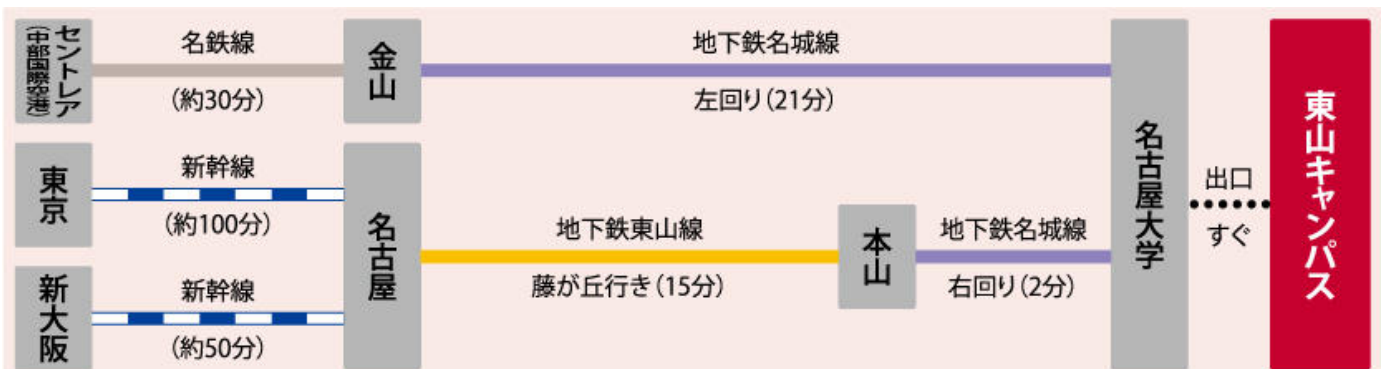 セントレア
(中部国際空港)
名鉄線
(約30分)
金山
地下鉄名城線
左回り(21分)
東京
新幹線
(約100分)
新大阪
新幹線
(約50分)
名古屋
地下鉄東山線
藤が丘行き(15分)
本山
地下鉄名城線
右回り(2分)
名古屋大学
出口
すぐ
東山キャンパス